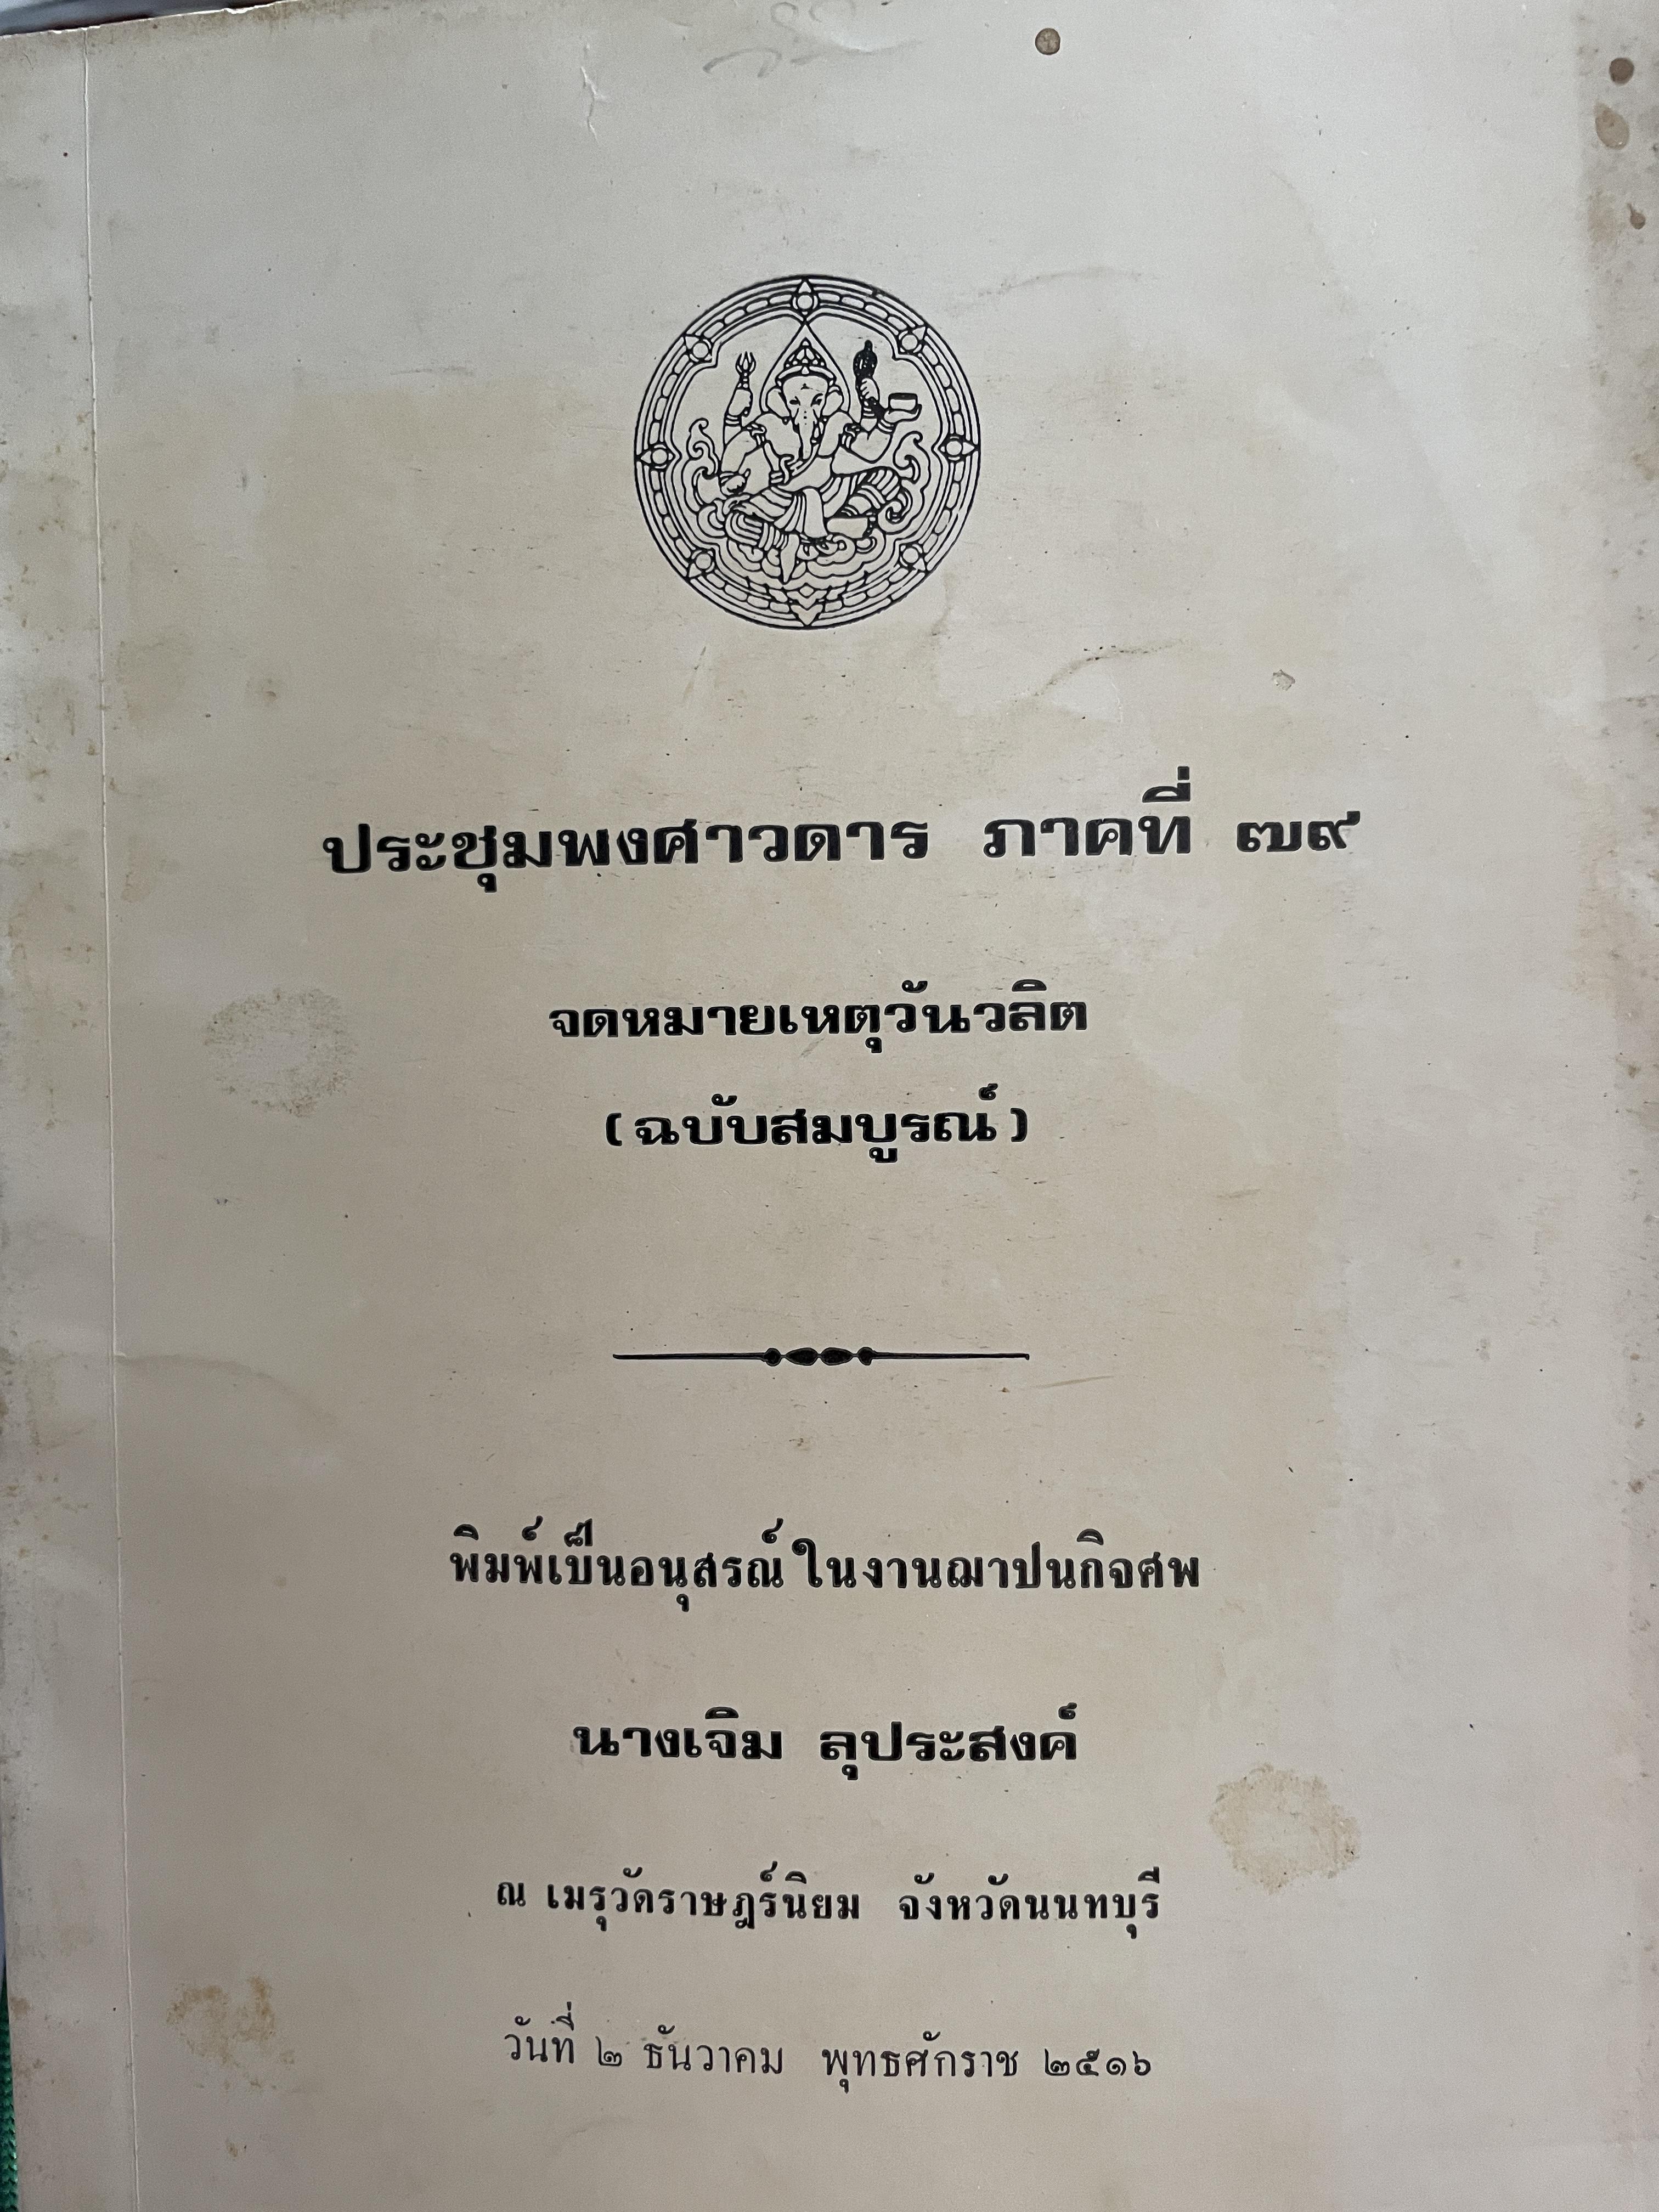 ประชุมพงศาวดาร ภาคที่ ๗๙
จดหมายเหตุวันวลิต
(ฉบับสมบูรณ์)
พิมพ์เป็นอนุสรณ์ในงานฌาปนกิจศพ
นางเจิม ลุประสงค์
ณ เมรุวัดราษฎร์นิยม จังหวัดนนทบุรี
วันที่ ๒ ธันวาคม พุทธศักราช ๒๕๑๖